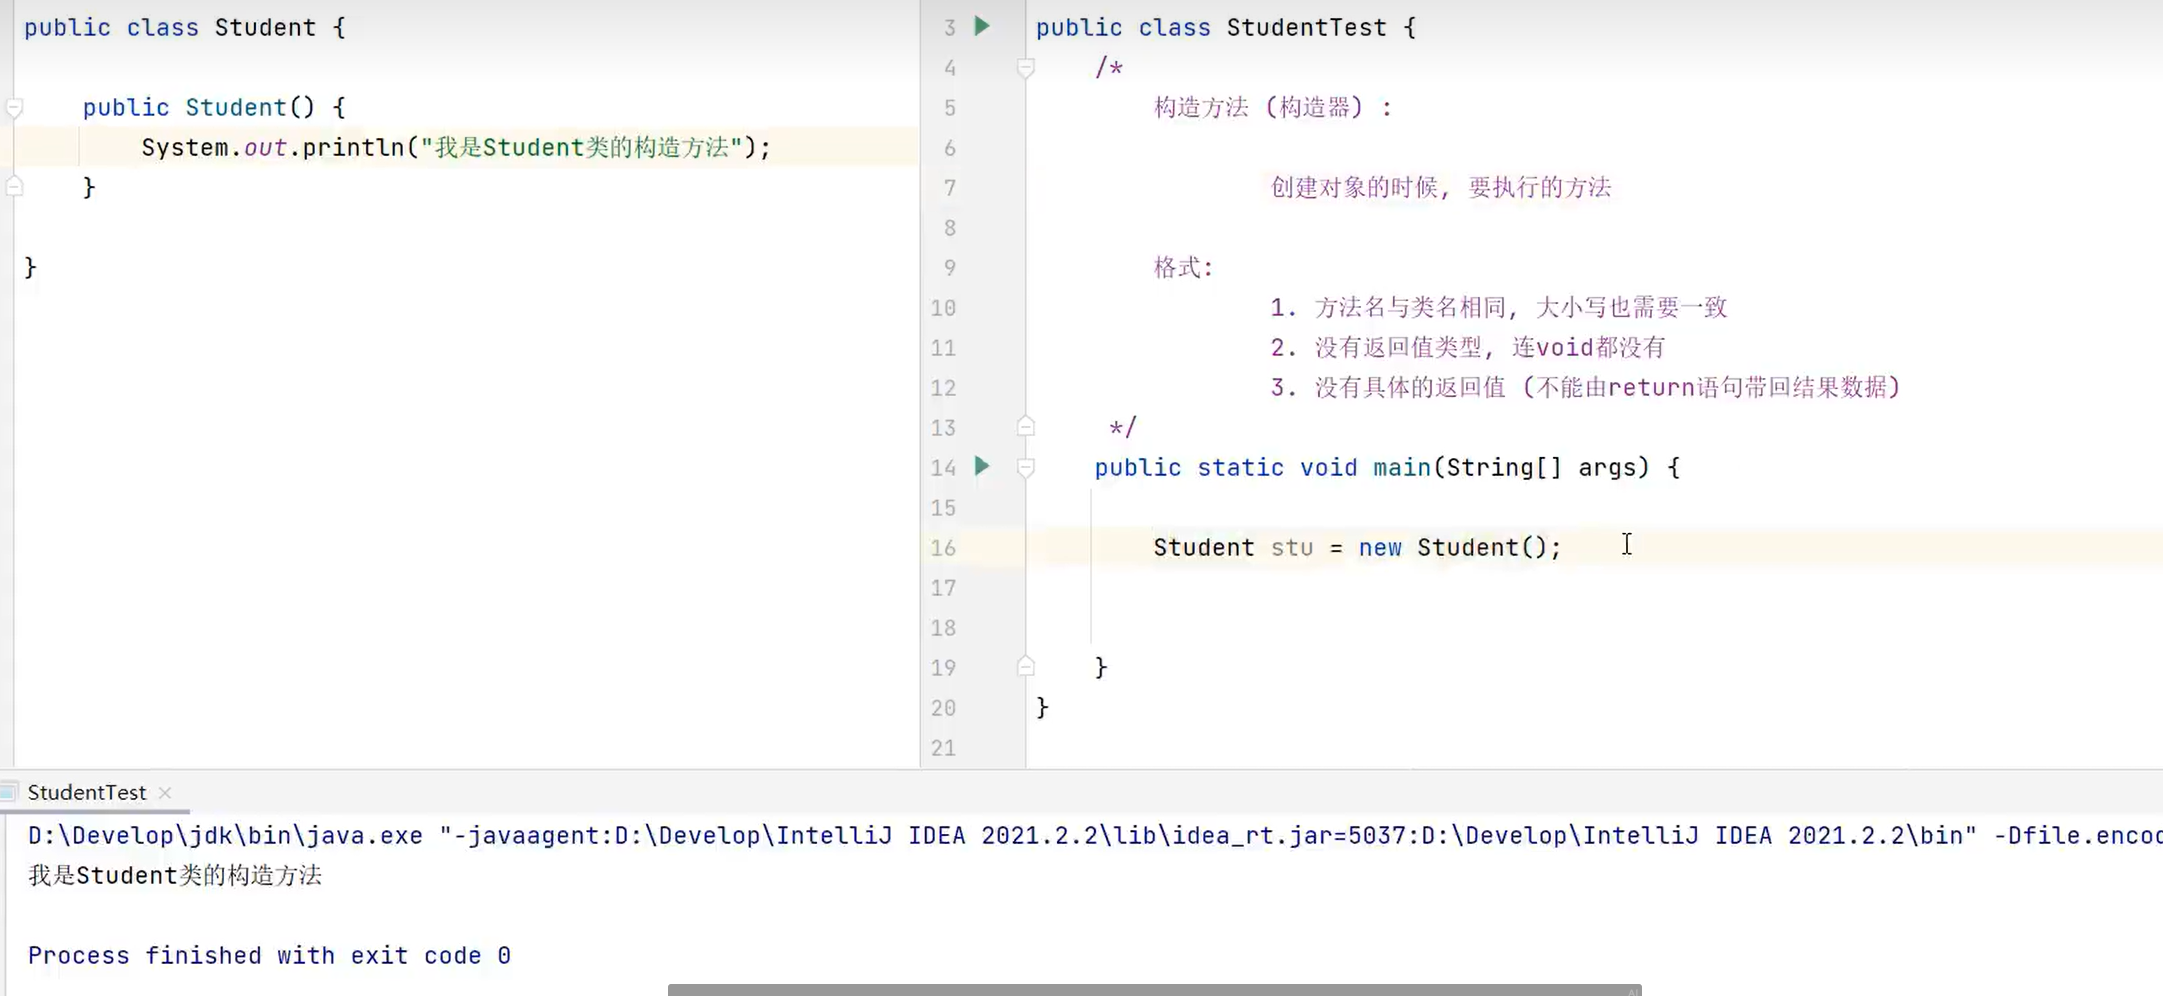 public class Student {
public Student() {
System.out.println("我是Student类的构造方法");
}
}
3 public class StudentTest {
4 /*
5 构造方法 (构造器) :
6
7 创建对象的时候, 要执行的方法
8
9 格式:
10 1. 方法名与类名相同, 大小写也需要一致
11 2. 没有返回值类型, 连void都没有
12 3. 没有具体的返回值 (不能由return语句带回结果数据)
13 */
14 public static void main(String[] args) {
15
16 Student stu = new Student();
17
18
19 }
20 }
21
StudentTest
D:\Develop\jdk\bin\java.exe "-javaagent:D:\Develop\IntelliJ IDEA 2021.2.2\lib\idea_rt.jar=5037:D:\Develop\IntelliJ IDEA 2021.2.2\bin" -Dfile.encod
我是Student类的构造方法
Process finished with exit code 0